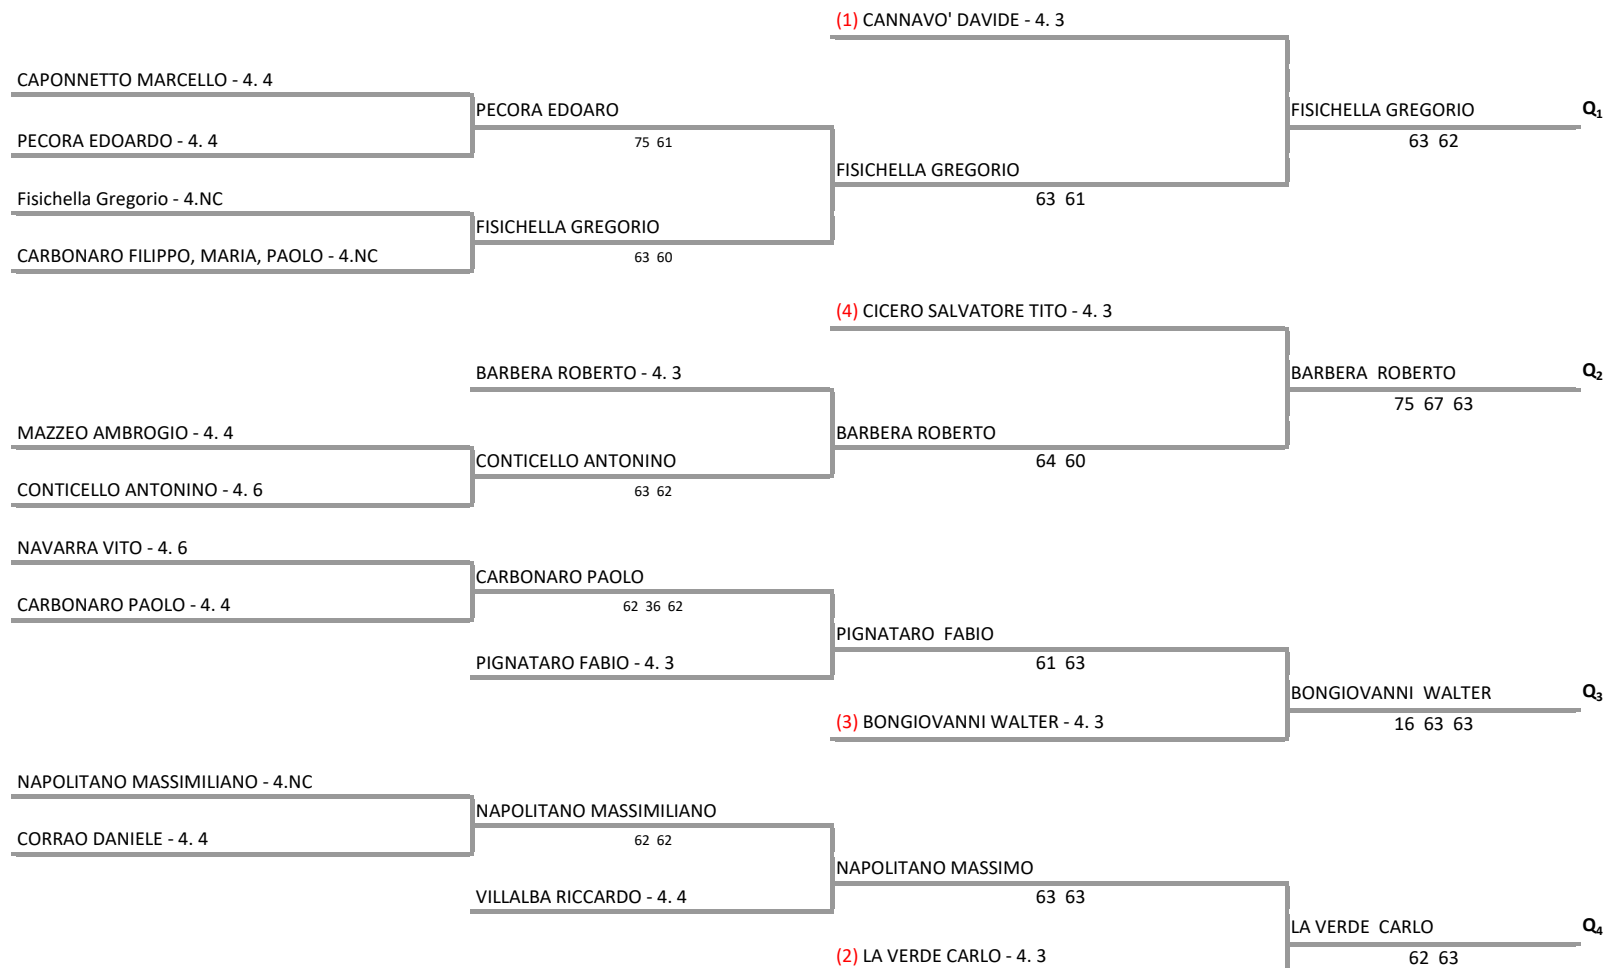 (1) CANNAVO' DAVIDE - 4. 3
CAPONNETTO MARCELLO - 4. 4
PECORA EDOARO
FISICHELLA GREGORIO
Q₁
PECORA EDOARDO - 4. 4
75 61
63 62
FISICHELLA GREGORIO
Fisichella Gregorio - 4.NC
63 61
FISICHELLA GREGORIO
CARBONARO FILIPPO, MARIA, PAOLO - 4.NC
63 60
(4) CICERO SALVATORE TITO - 4. 3
BARBERA ROBERTO - 4. 3
BARBERA ROBERTO
Q₂
75 67 63
MAZZEO AMBROGIO - 4. 4
BARBERA ROBERTO
CONTICELLO ANTONINO
64 60
CONTICELLO ANTONINO - 4. 6
63 62
NAVARRA VITO - 4. 6
CARBONARO PAOLO
CARBONARO PAOLO - 4. 4
62 36 62
PIGNATARO FABIO
PIGNATARO FABIO - 4. 3
61 63
BONGIOVANNI WALTER
Q₃
(3) BONGIOVANNI WALTER - 4. 3
16 63 63
NAPOLITANO MASSIMILIANO - 4.NC
NAPOLITANO MASSIMILIANO
CORRAO DANIELE - 4. 4
62 62
NAPOLITANO MASSIMO
VILLALBA RICCARDO - 4. 4
63 63
LA VERDE CARLO
Q₄
(2) LA VERDE CARLO - 4. 3
62 63